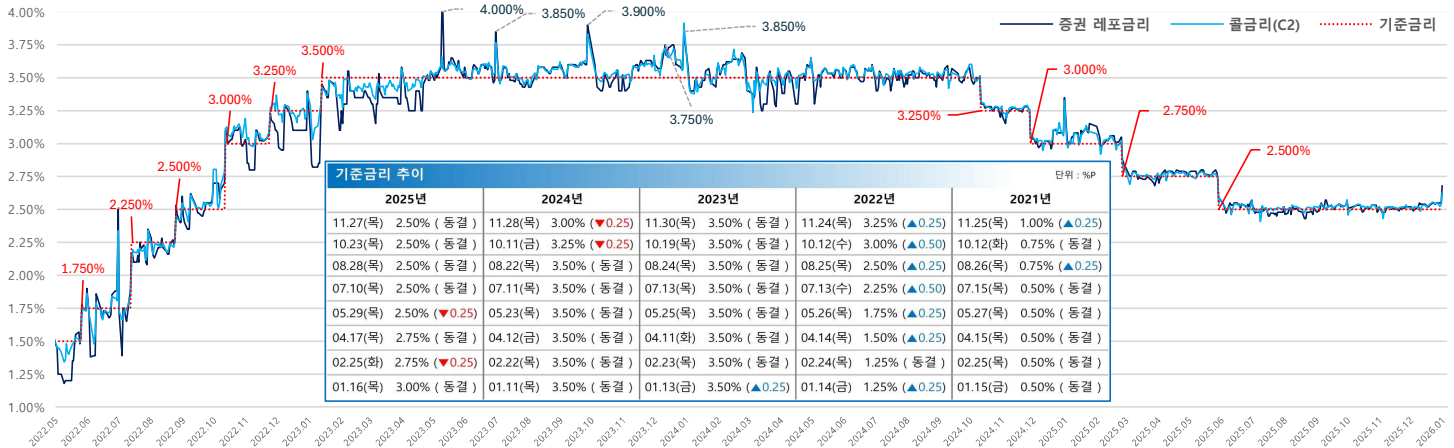 4.00%
3.75%
3.50%
3.25%
3.00%
2.75%
2.50%
2.25%
2.00%
1.75%
1.50%
1.25%
1.00%
증권 레포금리 콜금리(C2) 기준금리
4.000%
3.850%
3.900%
3.850%
3.750%
1.750%
2.250%
2.500%
3.000%
3.250%
3.500%
3.250%
3.000%
2.750%
2.500%
기준금리 추이 단위 : %P
2025년 2024년 2023년 2022년 2021년
11.27(목) 2.50% ( 동결 ) 11.28(목) 3.00% (▼0.25) 11.30(목) 3.50% ( 동결 ) 11.24(목) 3.25% (▲0.25) 11.25(목) 1.00% (▲0.25)
10.23(목) 2.50% ( 동결 ) 10.11(금) 3.25% (▼0.25) 10.19(목) 3.50% ( 동결 ) 10.12(수) 3.00% (▲0.50) 10.12(화) 0.75% ( 동결 )
08.28(목) 2.50% ( 동결 ) 08.22(목) 3.50% ( 동결 ) 08.24(목) 3.50% ( 동결 ) 08.25(목) 2.50% (▲0.25) 08.26(목) 0.75% (▲0.25)
07.10(목) 2.50% ( 동결 ) 07.11(목) 3.50% ( 동결 ) 07.13(목) 3.50% ( 동결 ) 07.13(수) 2.25% (▲0.50) 07.15(목) 0.50% ( 동결 )
05.29(목) 2.50% (▼0.25) 05.23(목) 3.50% ( 동결 ) 05.25(목) 3.50% ( 동결 ) 05.26(목) 1.75% (▲0.25) 05.27(목) 0.50% ( 동결 )
04.17(목) 2.75% ( 동결 ) 04.12(금) 3.50% ( 동결 ) 04.11(화) 3.50% ( 동결 ) 04.14(목) 1.50% (▲0.25) 04.15(목) 0.50% ( 동결 )
02.25(화) 2.75% (▼0.25) 02.22(목) 3.50% ( 동결 ) 02.23(목) 3.50% ( 동결 ) 02.24(목) 1.25% ( 동결 ) 02.25(목) 0.50% ( 동결 )
01.16(목) 3.00% ( 동결 ) 01.11(목) 3.50% ( 동결 ) 01.13(금) 3.50% (▲0.25) 01.14(금) 1.25% (▲0.25) 01.15(금) 0.50% ( 동결 )
2022.05 2022.06 2022.07 2022.08 2022.09 2022.10 2022.11 2022.12 2023.01 2023.02 2023.03 2023.04 2023.05 2023.06 2023.07 2023.08 2023.09 2023.10 2023.11 2023.12 2024.01 2024.02 2024.03 2024.04 2024.05 2024.06 2024.07 2024.08 2024.09 2024.10 2024.11 2024.12 2025.01 2025.02 2025.03 2025.04 2025.05 2025.06 2025.07 2025.08 2025.09 2025.10 2025.11 2025.12 2026.01